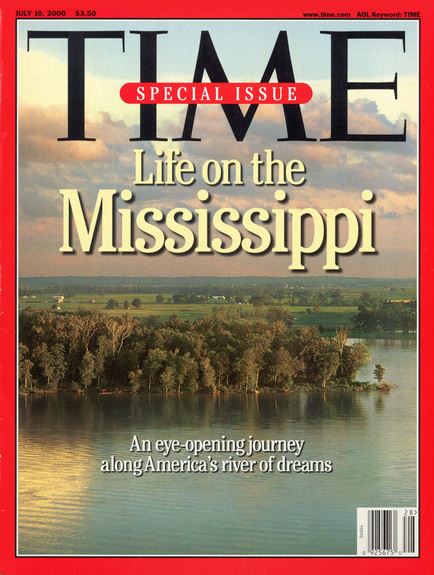 JULY 10, 2000 $3.50 www.time.com AOL Keyword: TIME
TIME
SPECIAL ISSUE
Life on the
Mississippi
An eye-opening journey
along America's river of dreams
28>